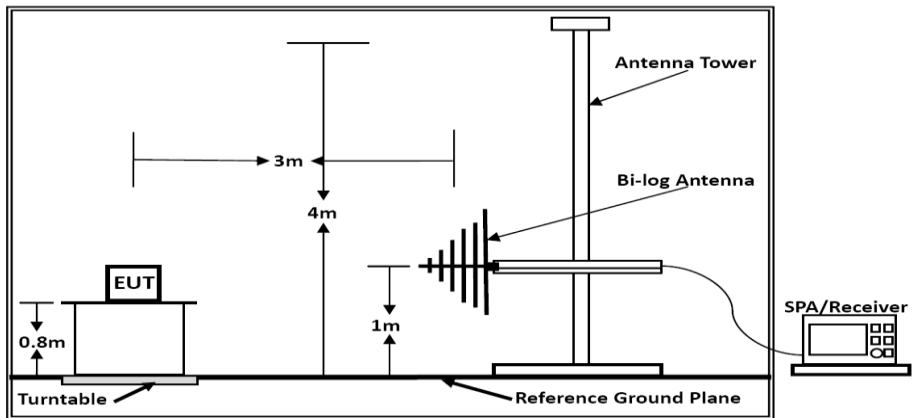 Antenna Tower
3m
Bi-log Antenna
4m
EUT
SPA/Receiver
0.8m
1m
Turntable
Reference Ground Plane